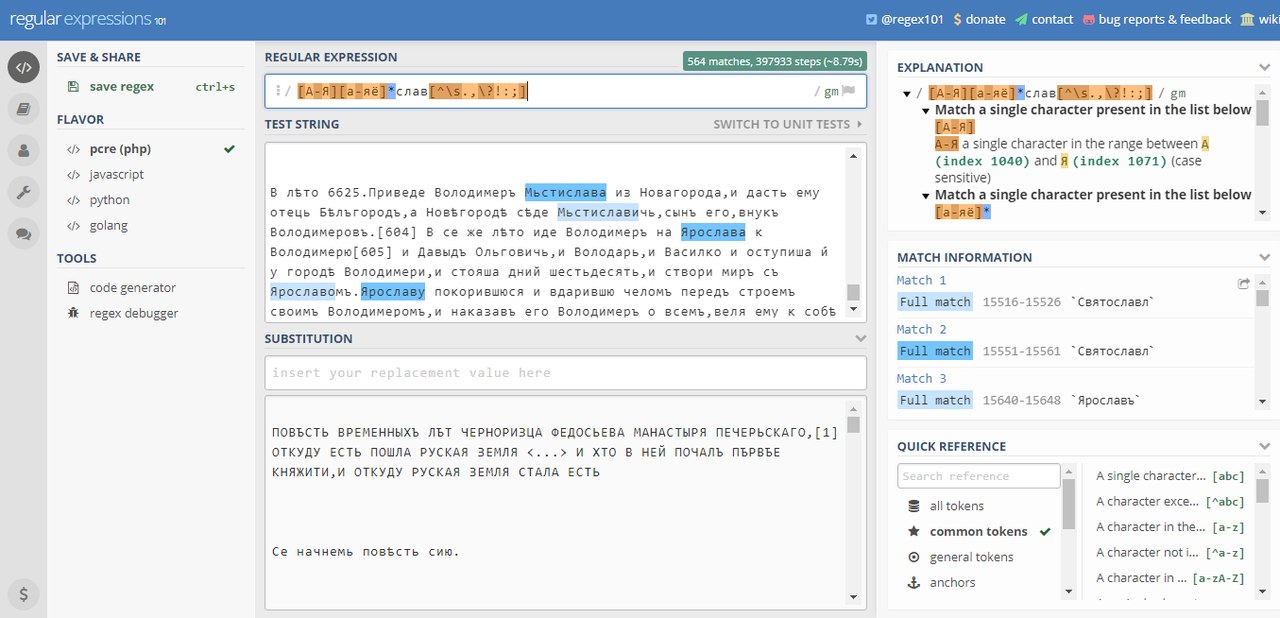 regular expressions 101
@regex101
donate
contact
bug reports & feedback
wiki
SAVE & SHARE
save regex ctrl+s
FLAVOR
pcre (php)
javascript
python
golang
TOOLS
code generator
regex debugger
$
REGULAR EXPRESSION
564 matches, 397933 steps (~8.79s)
/ [А-Я][а-яё]*слав[^\s.,\?!:;] / gm
TEST STRING
SWITCH TO UNIT TESTS
В лѣто 6625.Приведе Володимеръ Мьстислава из Новагорода,и дасть ему
отець Бѣлъгородъ,а Новѣгородѣ сѣде Мьстиславичь,сынъ его,внукъ
Володимеровъ.[604] В се же лѣто иде Володимеръ на Ярослава к
Володимерю[605] и Давыдъ Ольговичь,и Володарь,и Василко и оступиша й
у городѣ Володимери,и стояша дний шестьдесять,и створи миръ съ
Ярославомъ.Ярославу покорившюся и вдарившю челомъ передъ строемъ
своимъ Володимеромъ,и наказавъ его Володимеръ о всемъ,веля ему к собѣ
SUBSTITUTION
insert your replacement value here
ПОВѢСТЬ ВРЕМЕННЫХЪ ЛѢТ ЧЕРНОРИЗЦА ФЕДОСЬЕВА МАНАСТЫРЯ ПЕЧЕРЬСКАГО,[1]
ОТКУДУ ЕСТЬ ПОШЛА РУСКАЯ ЗЕМЛЯ <...> И ХТО В НЕЙ ПОЧАЛЪ ПѢРВѢЕ
КНЯЖИТИ,И ОТКУДУ РУСКАЯ ЗЕМЛЯ СТАЛА ЕСТЬ
Се начнемь повѣсть сию.
EXPLANATION
/ [А-Я][а-яё]*слав[^\s.,\?!:;] / gm
Match a single character present in the list below
[А-Я]
А-Я a single character in the range between А
(index 1040) and Я (index 1071) (case
sensitive)
Match a single character present in the list below
[а-яё]*
MATCH INFORMATION
Match 1
Full match 15516-15526 `Святославл`
Match 2
Full match 15551-15561 `Святославл`
Match 3
Full match 15640-15648 `Ярославъ`
QUICK REFERENCE
Search reference
all tokens
common tokens
general tokens
anchors
A single character... [abc]
A character exce... [^abc]
A character in the... [a-z]
A character not i... [^a-z]
A character in ... [a-zA-Z]